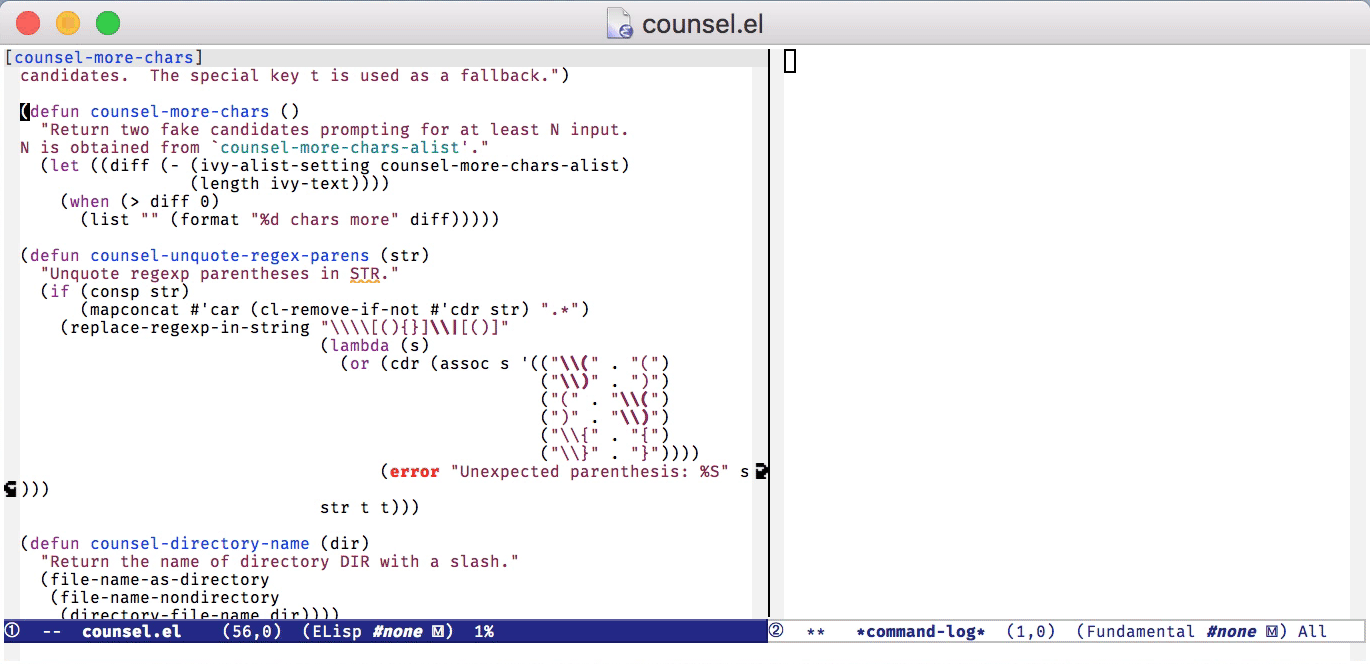 counsel.el
[counsel-more-chars]
candidates.  The special key t is used as a fallback.")
(defun counsel-more-chars ()
  "Return two fake candidates prompting for at least N input.
N is obtained from `counsel-more-chars-alist'."
  (let ((diff (- (ivy-alist-setting counsel-more-chars-alist)
                 (length ivy-text))))
    (when (> diff 0)
      (list "" (format "%d chars more" diff)))))
(defun counsel-unquote-regex-parens (str)
  "Unquote regexp parentheses in STR."
  (if (consp str)
      (mapconcat #'car (cl-remove-if-not #'cdr str) ".*")
    (replace-regexp-in-string "\\\\[(){}]\\|[()]"
                              (lambda (s)
                                (or (cdr (assoc s '(("\\(" . "(")
                                                    ("\\)" . ")")
                                                    ("(" . "\\(")
                                                    (")" . "\\)")
                                                    ("\\{" . "{")
                                                    ("\\}" . "}"))))
                                    (error "Unexpected parenthesis: %S" s
)))
                              str t t)))
(defun counsel-directory-name (dir)
  "Return the name of directory DIR with a slash."
  (file-name-as-directory
   (file-name-nondirectory
    (directory-file-name dir))))
① -- counsel.el (56,0) (ELisp #none Ⓜ) 1%
② ** *command-log* (1,0) (Fundamental #none Ⓜ) All